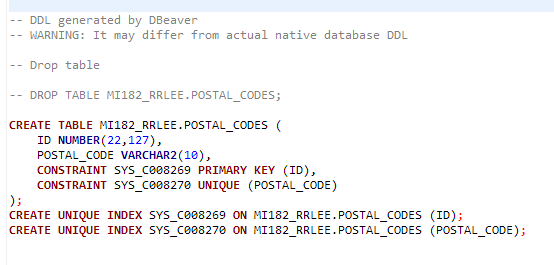 -- DDL generated by DBeaver
-- WARNING: It may differ from actual native database DDL
-- Drop table
-- DROP TABLE MI182_RRLEE.POSTAL_CODES;
CREATE TABLE MI182_RRLEE.POSTAL_CODES (
ID NUMBER(22,127),
POSTAL_CODE VARCHAR2(10),
CONSTRAINT SYS_C008269 PRIMARY KEY (ID),
CONSTRAINT SYS_C008270 UNIQUE (POSTAL_CODE)
);
CREATE UNIQUE INDEX SYS_C008269 ON MI182_RRLEE.POSTAL_CODES (ID);
CREATE UNIQUE INDEX SYS_C008270 ON MI182_RRLEE.POSTAL_CODES (POSTAL_CODE);